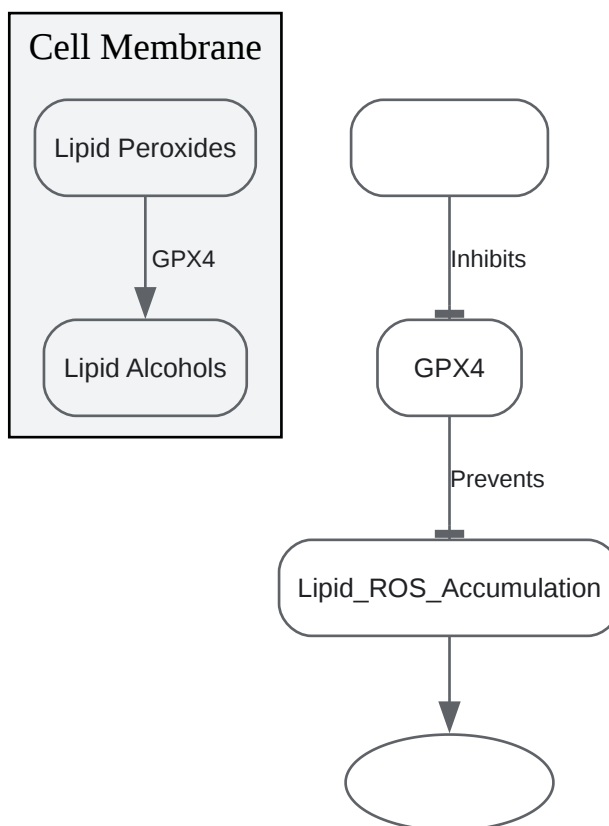 Cell Membrane
Lipid Peroxides
GPX4
Lipid Alcohols
Inhibits
GPX4
Prevents
Lipid_ROS_Accumulation